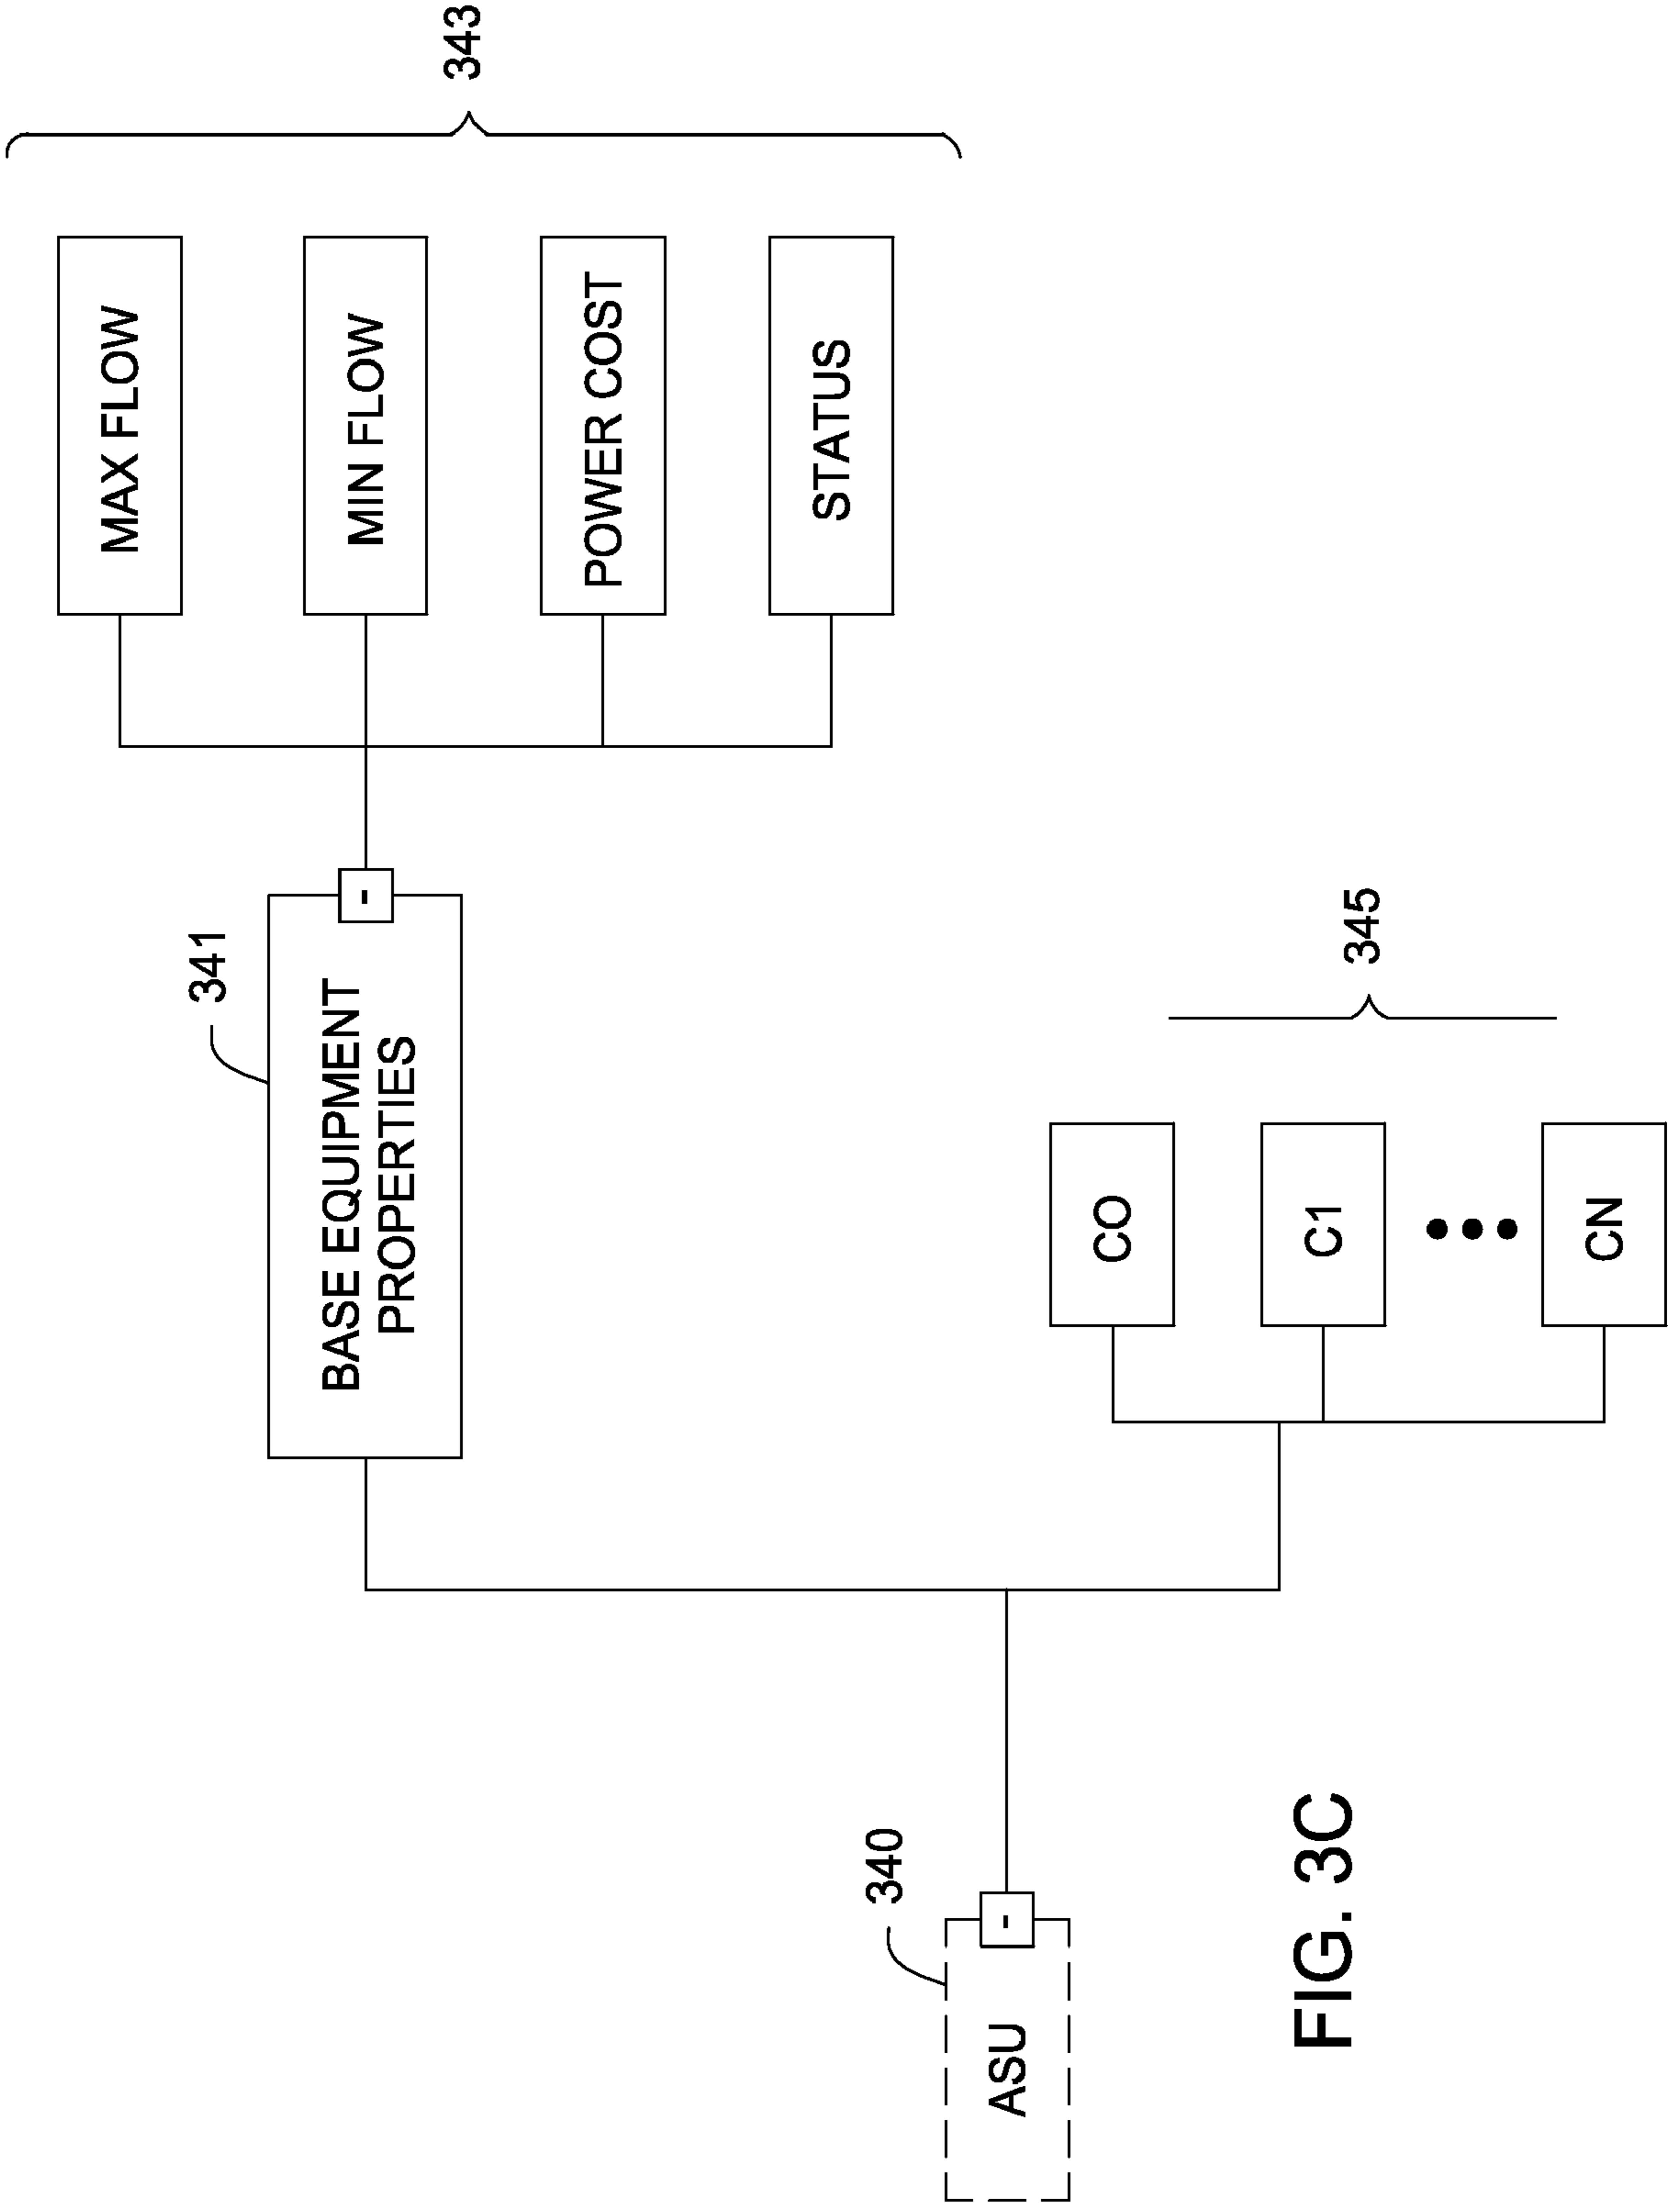 343
MAX FLOW
MIN FLOW
POWER COST
STATUS
341
BASE EQUIPMENT
PROPERTIES
-
345
CO
C1
CN
340
ASU
-
FIG. 3C